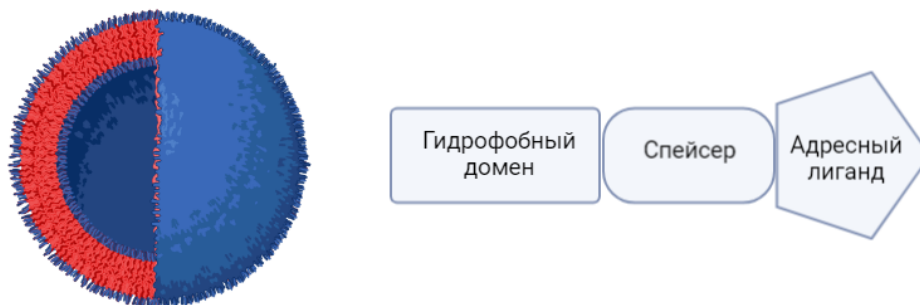 Гидрофобный
домен
Спейсер
Адресный
лиганд